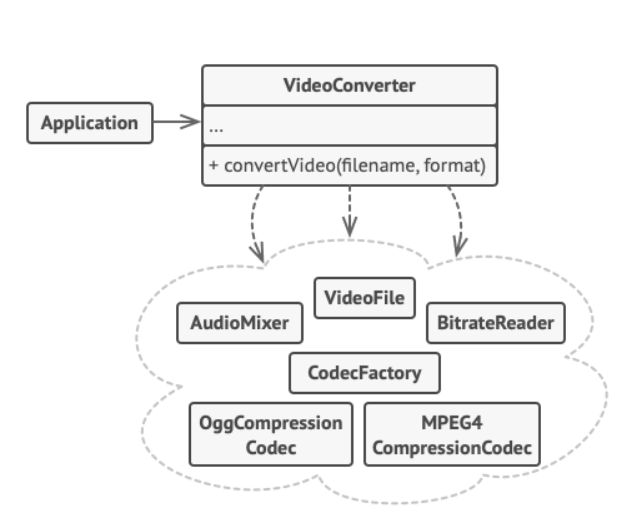 VideoConverter
Application
...
+ convertVideo(filename, format)
VideoFile
AudioMixer
BitrateReader
CodecFactory
OggCompression
Codec
MPEG4
CompressionCodec